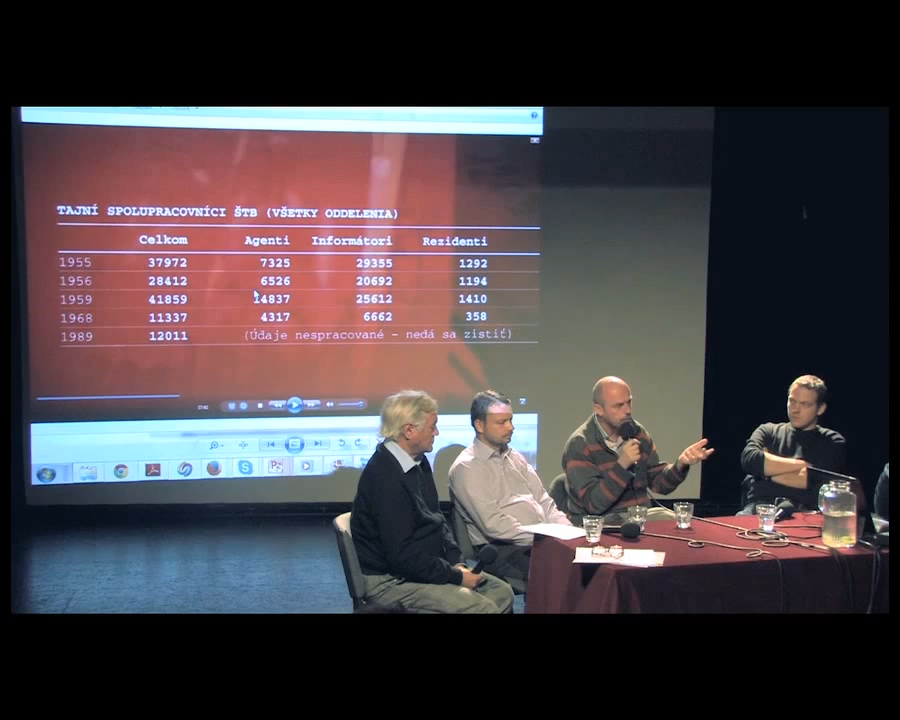 TAJNÍ SPOLUPRACOVNÍCI ŠTB (VŠETKY ODDELENIA)
Celkom Agenti Informátori Rezidenti
1955 37972 7325 29355 1292
1956 28412 6526 20692 1194
1959 41859 14837 25612 1410
1968 11337 4317 6662 358
1989 12011 (Údaje nespracované - nedá sa zistiť)